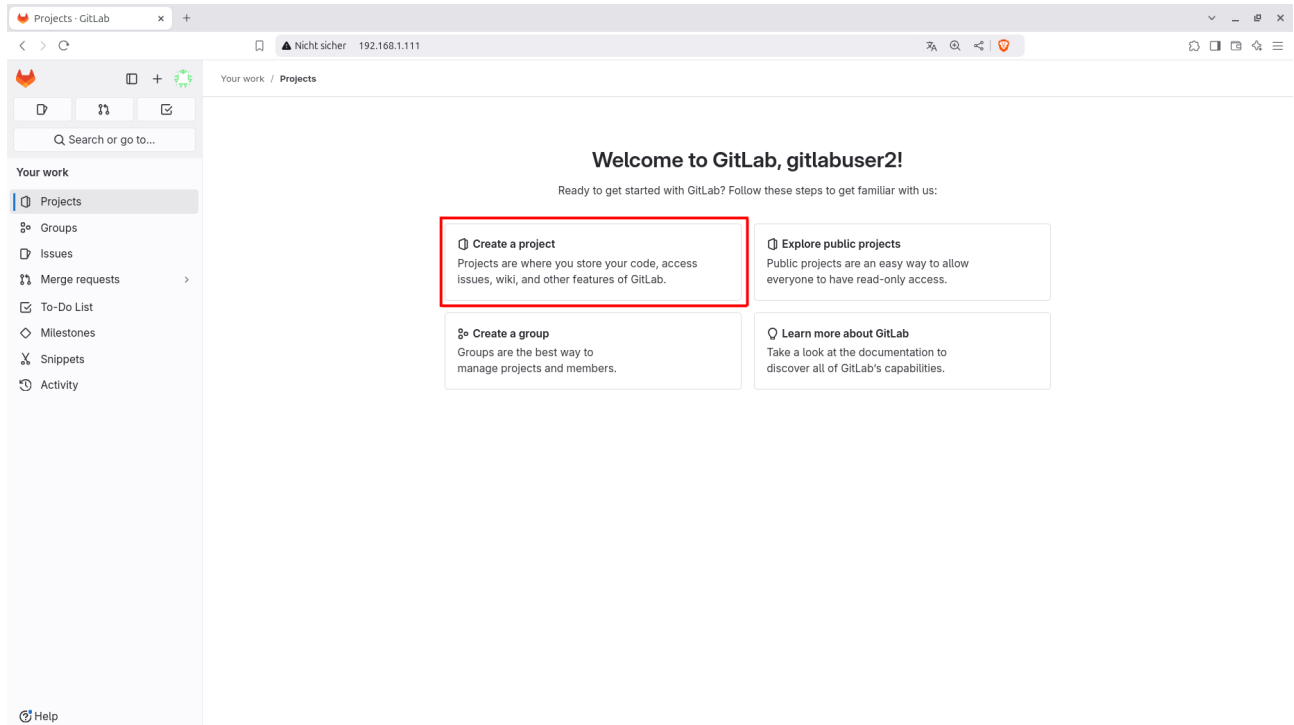 Projects · GitLab
Nicht sicher 192.168.1.111
Your work / Projects
Search or go to...
Your work
Projects
Groups
Issues
Merge requests
To-Do List
Milestones
Snippets
Activity
Help
Welcome to GitLab, gitlabuser2!
Ready to get started with GitLab? Follow these steps to get familiar with us:
Create a project
Projects are where you store your code, access
issues, wiki, and other features of GitLab.
Explore public projects
Public projects are an easy way to allow
everyone to have read-only access.
Create a group
Groups are the best way to
manage projects and members.
Learn more about GitLab
Take a look at the documentation to
discover all of GitLab's capabilities.